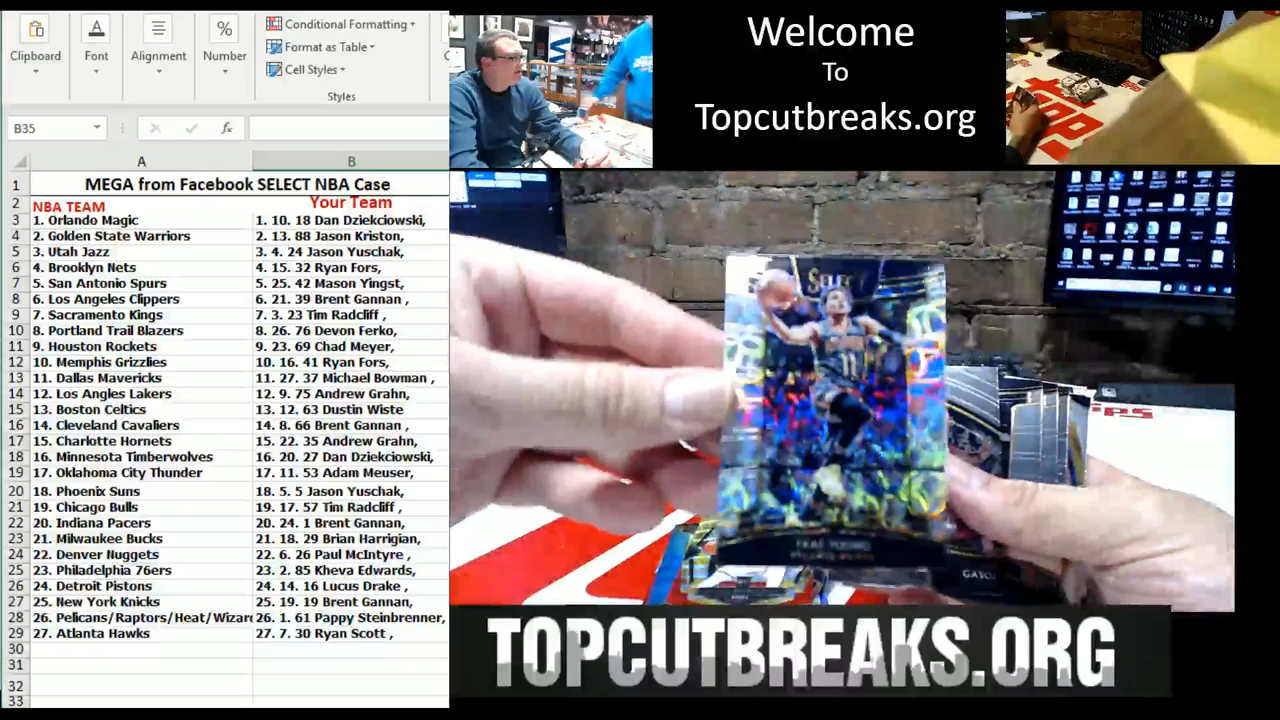 Clipboard
Font
Alignment
%
Number
Conditional Formatting
Format as Table
Cell Styles
Styles
B35
fx
A
B
1 MEGA from Facebook SELECT NBA Case
2 NBA TEAM Your Team
3 1. Orlando Magic 1. 10. 18 Dan Dziekciowski,
4 2. Golden State Warriors 2. 13. 88 Jason Kriston,
5 3. Utah Jazz 3. 4. 24 Jason Yuschak,
6 4. Brooklyn Nets 4. 15. 32 Ryan Fors,
7 5. San Antonio Spurs 5. 25. 42 Mason Yingst,
8 6. Los Angeles Clippers 6. 21. 39 Brent Gannan ,
9 7. Sacramento Kings 7. 3. 23 Tim Radcliff ,
10 8. Portland Trail Blazers 8. 26. 76 Devon Ferko,
11 9. Houston Rockets 9. 23. 69 Chad Meyer,
12 10. Memphis Grizzlies 10. 16. 41 Ryan Fors,
13 11. Dallas Mavericks 11. 27. 37 Michael Bowman ,
14 12. Los Angles Lakers 12. 9. 75 Andrew Grahn,
15 13. Boston Celtics 13. 12. 63 Dustin Wiste
16 14. Cleveland Cavaliers 14. 8. 66 Brent Gannan ,
17 15. Charlotte Hornets 15. 22. 35 Andrew Grahn,
18 16. Minnesota Timberwolves 16. 20. 27 Dan Dziekciowski,
19 17. Oklahoma City Thunder 17. 11. 53 Adam Meuser,
20 18. Phoenix Suns 18. 5. 5 Jason Yuschak,
21 19. Chicago Bulls 19. 17. 57 Tim Radcliff ,
22 20. Indiana Pacers 20. 24. 1 Brent Gannan,
23 21. Milwaukee Bucks 21. 18. 29 Brian Harrigian,
24 22. Denver Nuggets 22. 6. 26 Paul McIntyre ,
25 23. Philadelphia 76ers 23. 2. 85 Kheva Edwards,
26 24. Detroit Pistons 24. 14. 16 Lucus Drake ,
27 25. New York Knicks 25. 19. 19 Brent Gannan,
28 26. Pelicans/Raptors/Heat/Wizar 26. 1. 61 Pappy Steinbrenner,
29 27. Atlanta Hawks 27. 7. 30 Ryan Scott ,
30
31
32
33
Welcome
To
Topcutbreaks.org
SELECT
11
TRAE YOUNG
ATLANTA HAWKS
GASOL
TOPCUTBREAKS.ORG